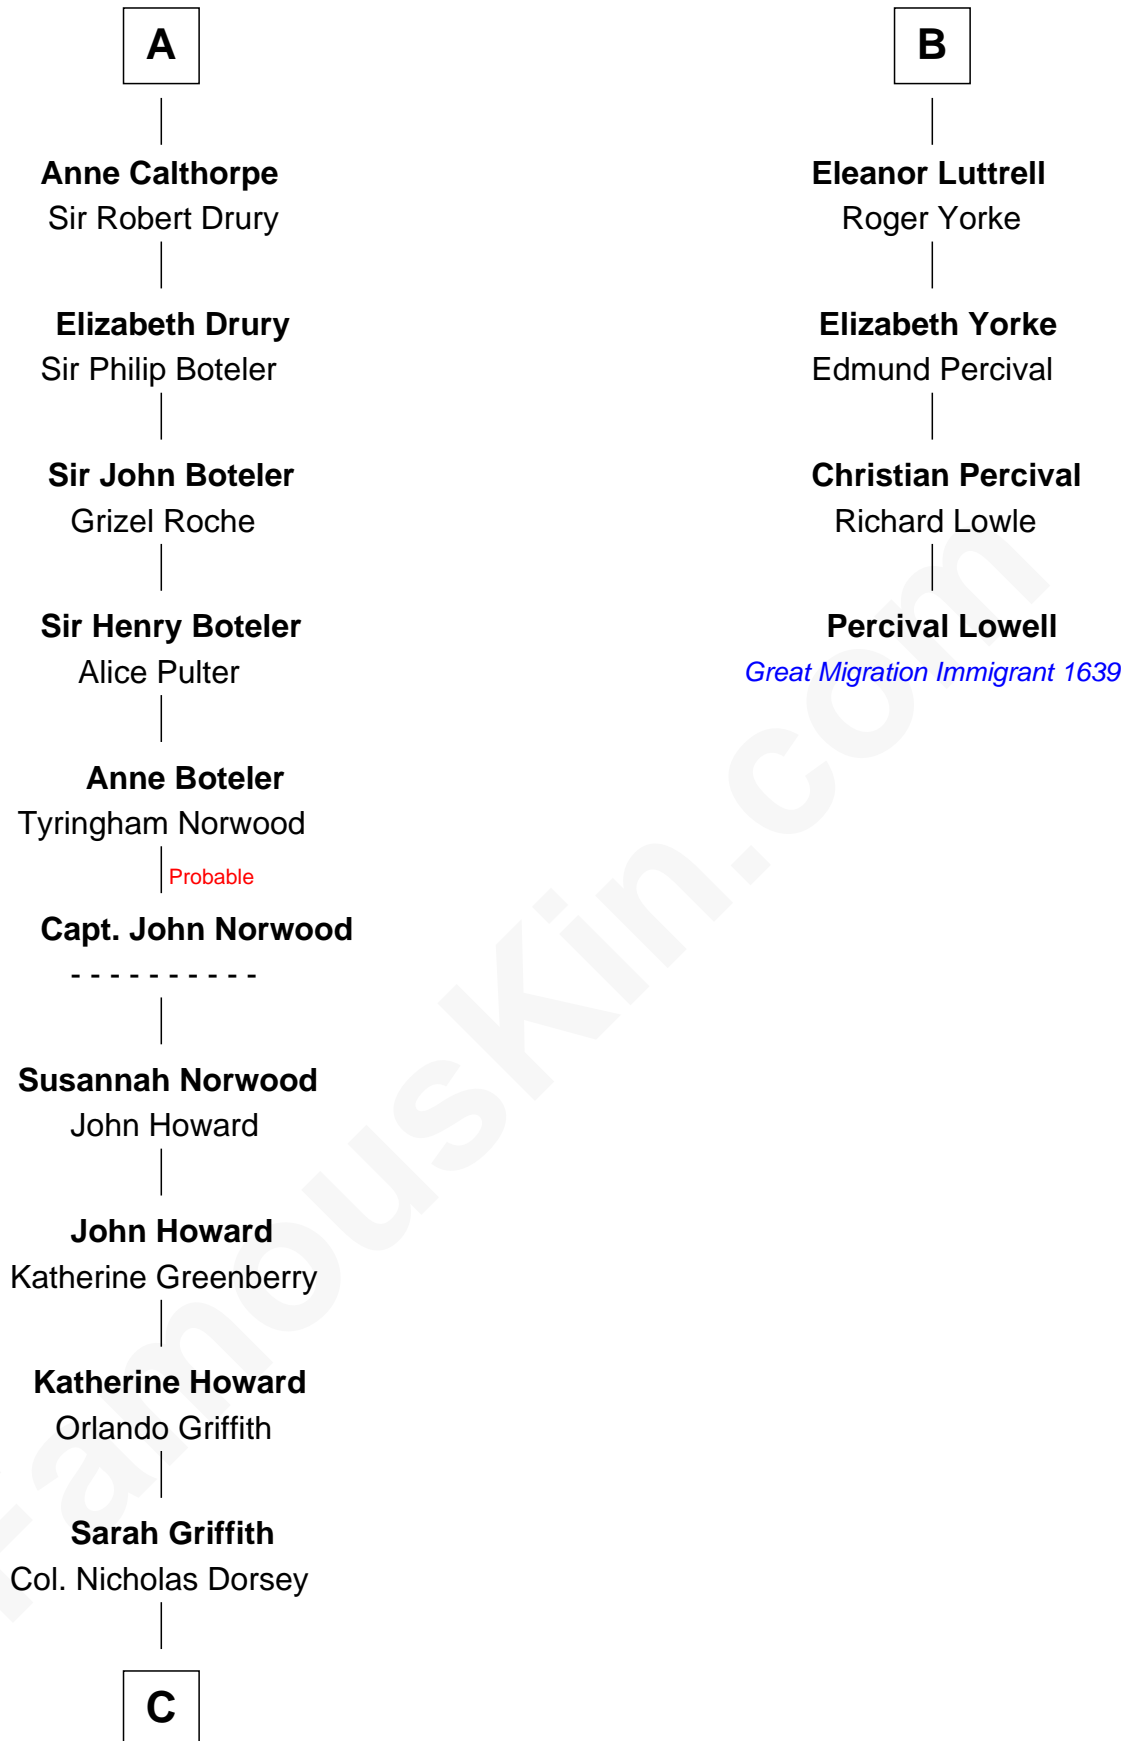 A
Anne Calthorpe
Sir Robert Drury
Elizabeth Drury
Sir Philip Boteler
Sir John Boteler
Grizel Roche
Sir Henry Boteler
Alice Pulter
Anne Boteler
Tyringham Norwood
Probable
Capt. John Norwood
- - - - - - - - - -
Susannah Norwood
John Howard
John Howard
Katherine Greenberry
Katherine Howard
Orlando Griffith
Sarah Griffith
Col. Nicholas Dorsey
C
B
Eleanor Luttrell
Roger Yorke
Elizabeth Yorke
Edmund Percival
Christian Percival
Richard Lowle
Percival Lowell
Great Migration Immigrant 1639
FamousKin.com